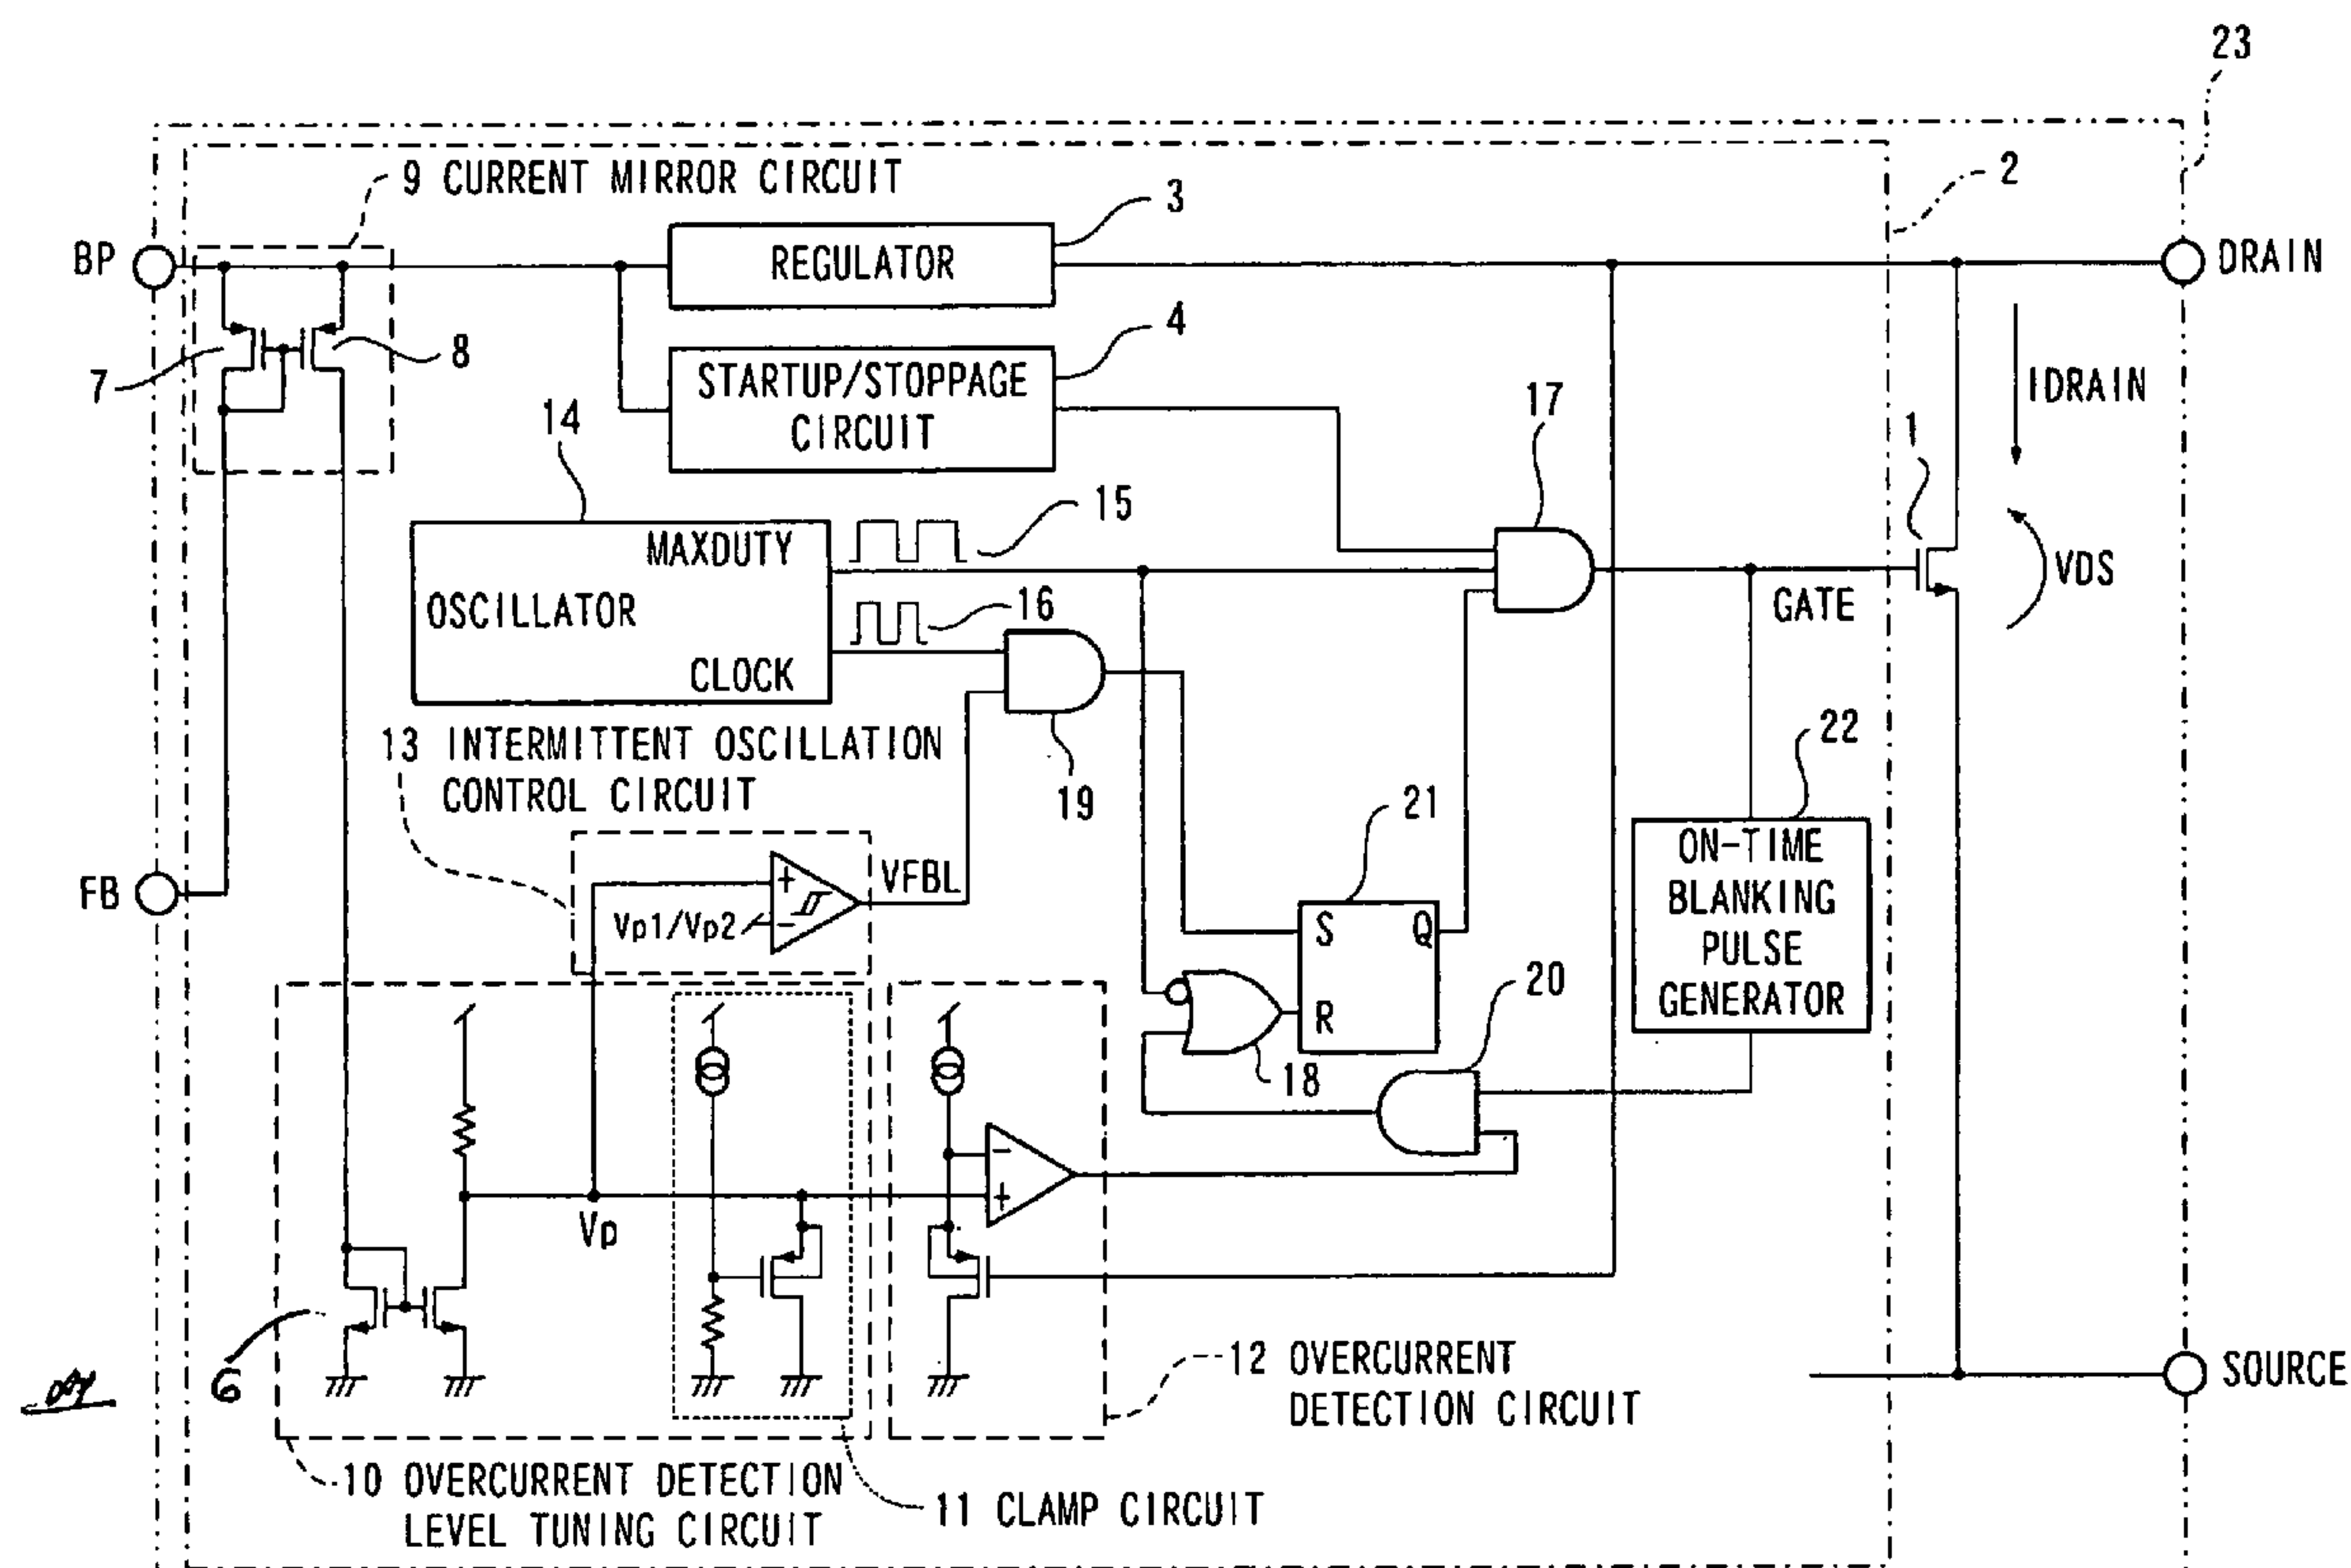 23
9 CURRENT MIRROR CIRCUIT
2
3
BP
REGULATOR
DRAIN
4
7
8
STARTUP/STOPPAGE
CIRCUIT
17
IDRAIN
1
14
15
MAXDUTY
OSCILLATOR
16
CLOCK
GATE
VDS
13 INTERMITTENT OSCILLATION
CONTROL CIRCUIT
19
22
21
ON-TIME
BLANKING
PULSE
GENERATOR
FB
+
VFBL
Vp1/Vp2
-
S
Q
R
20
18
-
+
Vp
6
12 OVERCURRENT
DETECTION CIRCUIT
SOURCE
10 OVERCURRENT DETECTION
LEVEL TUNING CIRCUIT
11 CLAMP CIRCUIT